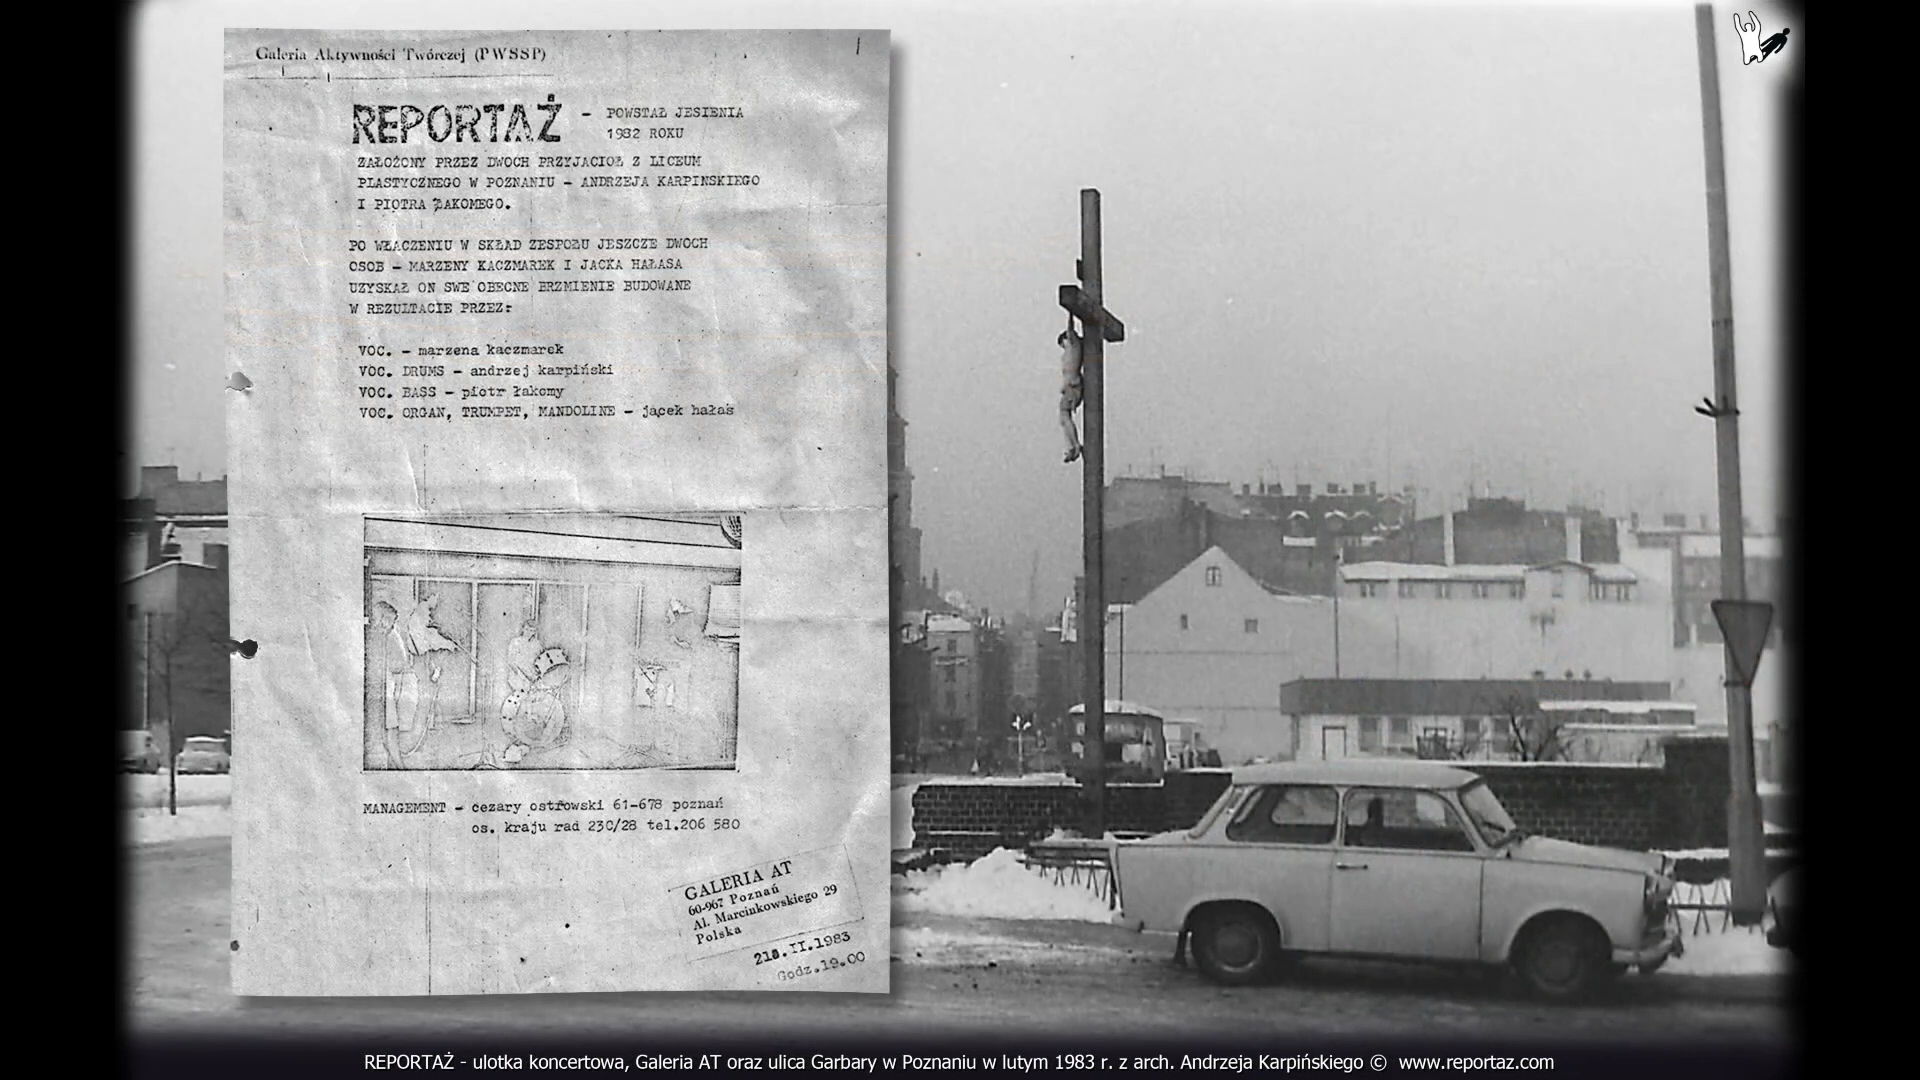 Galeria Aktywności Twórczej (PWSSP)
REPORTAŻ - POWSTAŁ JESIENIA
1982 ROKU
ZAŁOŻONY PRZEZ DWOCH PRZYJACIOŁ Z LICEUM
PLASTYCZNEGO W POZNANIU - ANDRZEJA KARPINSKIEGO
I PIOTRA ŁAKOMEGO.
PO WŁACZENIU W SKŁAD ZESPOŁU JESZCZE DWOCH
OSOB - MARZENY KACZMAREK I JACKA HAŁASA
UZYSKAŁ ON SWE OBECNE BRZMIENIE BUDOWANE
W REZULTACIE PRZEZ:
VOC. - marzena kaczmarek
VOC. DRUMS - andrzej karpiński
VOC. BASS - piotr łakomy
VOC. ORGAN, TRUMPET, MANDOLINE - jacek hałas
MANAGEMENT - cezary ostrowski 61-678 poznań
os. kraju rad 23C/28 tel.206 580
GALERIA AT
60-967 Poznań
Al. Marcinkowskiego 29
Polska
II.1983
Godz.19.00
REPORTAŻ - ulotka koncertowa, Galeria AT oraz ulica Garbary w Poznaniu w lutym 1983 r. z arch. Andrzeja Karpińskiego © www.reportaz.com